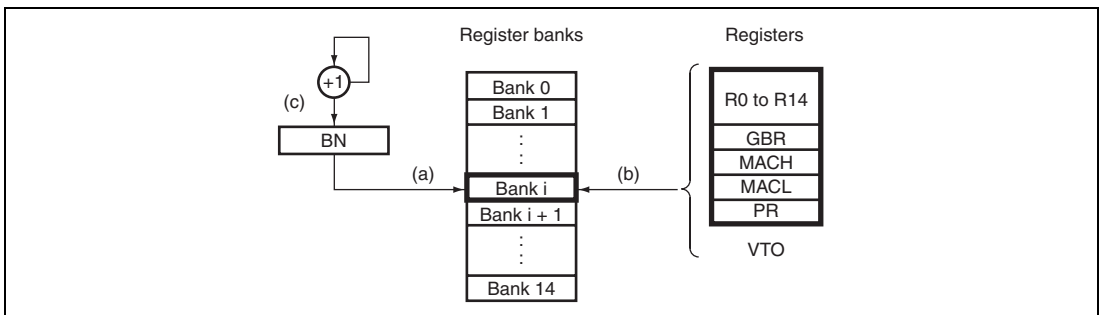 Register banks
Registers
+1
(c)
BN
(a)
Bank 0
Bank 1
:
:
Bank i
Bank i + 1
:
:
Bank 14
(b)
R0 to R14
GBR
MACH
MACL
PR
VTO